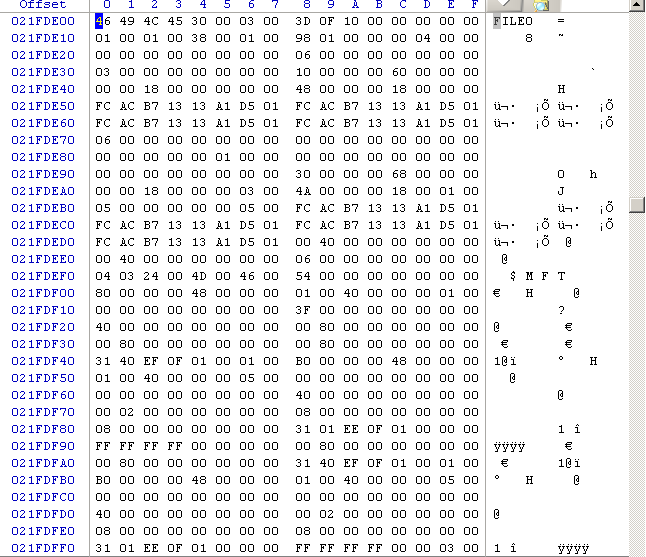 Offset 0 1 2 3 4 5 6 7 8 9 A B C D E F
021FDE00 46 49 4C 45 30 00 03 00 3D 0F 10 00 00 00 00 00 FILE0 =
021FDE10 01 00 01 00 38 00 01 00 98 01 00 00 00 04 00 00 8 ~
021FDE20 00 00 00 00 00 00 00 00 06 00 00 00 00 00 00 00
021FDE30 03 00 00 00 00 00 00 00 10 00 00 00 60 00 00 00 `
021FDE40 00 00 18 00 00 00 00 00 48 00 00 00 18 00 00 00 H
021FDE50 FC AC B7 13 13 A1 D5 01 FC AC B7 13 13 A1 D5 01 ü¬· ¡Õ ü¬· ¡Õ
021FDE60 FC AC B7 13 13 A1 D5 01 FC AC B7 13 13 A1 D5 01 ü¬· ¡Õ ü¬· ¡Õ
021FDE70 06 00 00 00 00 00 00 00 00 00 00 00 00 00 00 00
021FDE80 00 00 00 00 00 01 00 00 00 00 00 00 00 00 00 00
021FDE90 00 00 00 00 00 00 00 00 30 00 00 00 68 00 00 00 0 h
021FDEA0 00 00 18 00 00 00 03 00 4A 00 00 00 18 00 01 00 J
021FDEB0 05 00 00 00 00 00 05 00 FC AC B7 13 13 A1 D5 01 ü¬· ¡Õ
021FDEC0 FC AC B7 13 13 A1 D5 01 FC AC B7 13 13 A1 D5 01 ü¬· ¡Õ ü¬· ¡Õ
021FDED0 FC AC B7 13 13 A1 D5 01 00 40 00 00 00 00 00 00 ü¬· ¡Õ @
021FDEE0 00 40 00 00 00 00 00 00 06 00 00 00 00 00 00 00 @
021FDEF0 04 03 24 00 4D 00 46 00 54 00 00 00 00 00 00 00 $ M F T
021FDF00 80 00 00 00 48 00 00 00 01 00 40 00 00 00 01 00 € H @
021FDF10 00 00 00 00 00 00 00 00 3F 00 00 00 00 00 00 00 ?
021FDF20 40 00 00 00 00 00 00 00 00 80 00 00 00 00 00 00 @ €
021FDF30 00 80 00 00 00 00 00 00 00 80 00 00 00 00 00 00 € €
021FDF40 31 40 EF 0F 01 00 01 00 B0 00 00 00 48 00 00 00 1@ï ° H
021FDF50 01 00 40 00 00 00 05 00 00 00 00 00 00 00 00 00 @
021FDF60 00 00 00 00 00 00 00 00 40 00 00 00 00 00 00 00 @
021FDF70 00 02 00 00 00 00 00 00 08 00 00 00 00 00 00 00
021FDF80 08 00 00 00 00 00 00 00 31 01 EE 0F 01 00 00 00 1 î
021FDF90 FF FF FF FF 00 00 00 00 00 80 00 00 00 00 00 00 ÿÿÿÿ €
021FDFA0 00 80 00 00 00 00 00 00 31 40 EF 0F 01 00 01 00 € 1@ï
021FDFB0 B0 00 00 00 48 00 00 00 01 00 40 00 00 00 05 00 ° H @
021FDFC0 00 00 00 00 00 00 00 00 00 00 00 00 00 00 00 00
021FDFD0 40 00 00 00 00 00 00 00 00 02 00 00 00 00 00 00 @
021FDFE0 08 00 00 00 00 00 00 00 08 00 00 00 00 00 00 00
021FDFF0 31 01 EE 0F 01 00 00 00 FF FF FF FF 00 00 03 00 1 î ÿÿÿÿ